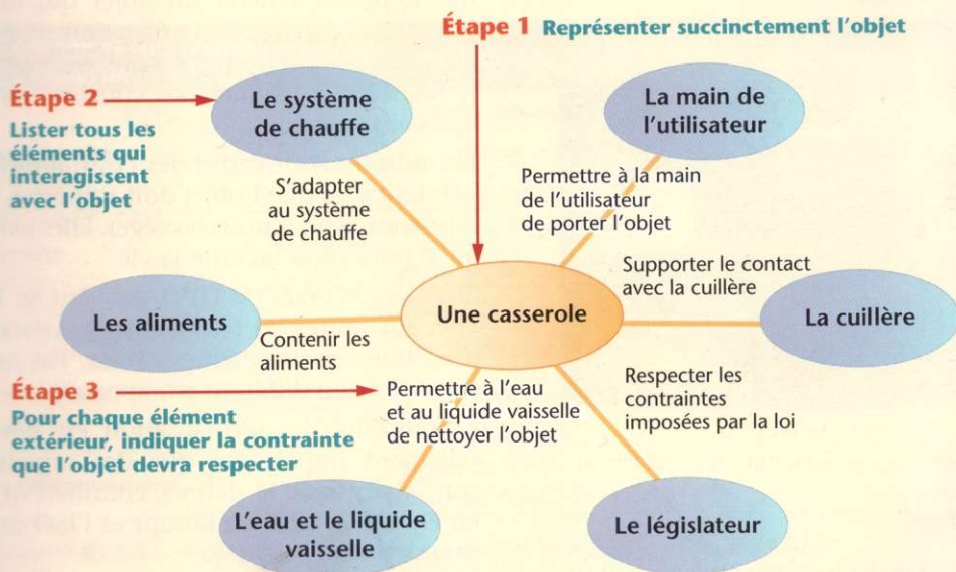 Étape 1 Représenter succinctement l'objet
Étape 2
Lister tous les
éléments qui
interagissent
avec l'objet
Le système
de chauffe
La main de
l'utilisateur
S'adapter
au système
de chauffe
Permettre à la main
de l'utilisateur
de porter l'objet
Les aliments
Contenir les
aliments
Une casserole
Supporter le contact
avec la cuillère
La cuillère
Étape 3
Pour chaque élément
extérieur, indiquer la contrainte
que l'objet devra respecter
Permettre à l'eau
et au liquide vaisselle
de nettoyer l'objet
Respecter les
contraintes
imposées par la loi
L'eau et le liquide
vaisselle
Le législateur